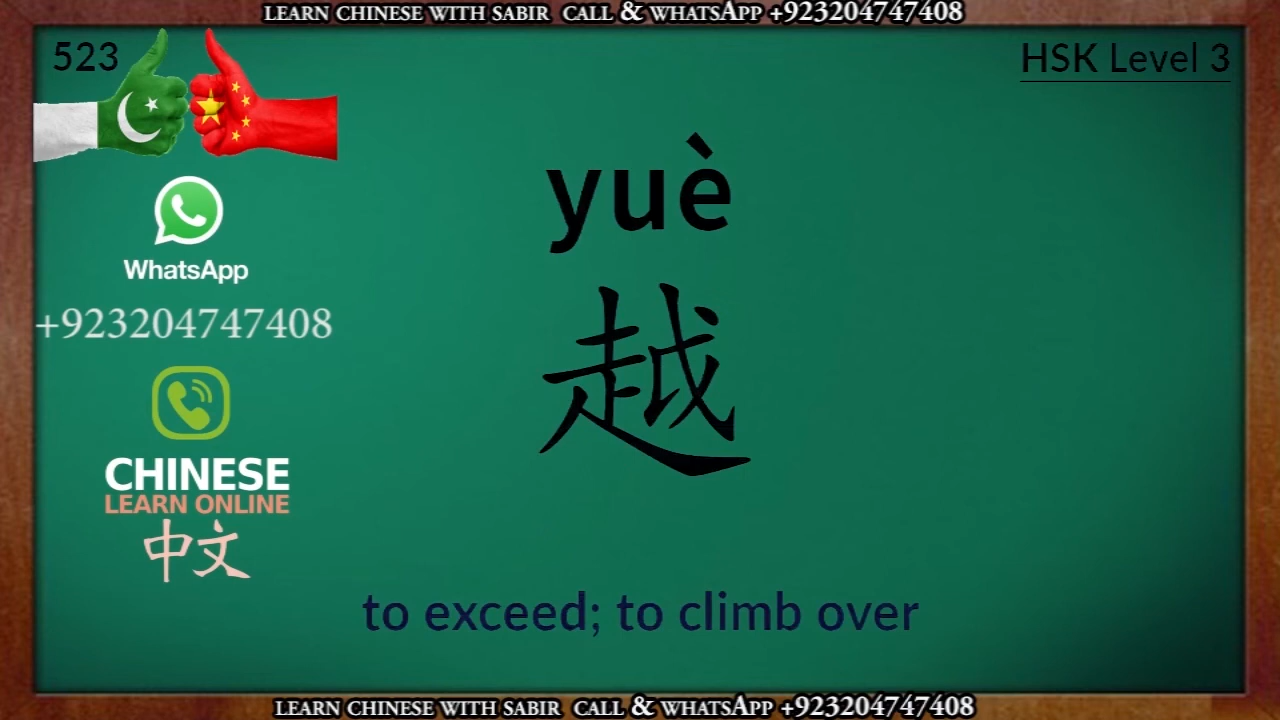 LEARN CHINESE WITH SABIR CALL & WHATSAPP +923204747408
523
HSK Level 3
yuè
WhatsApp
+923204747408
越
CHINESE
LEARN ONLINE
中文
to exceed; to climb over
LEARN CHINESE WITH SABIR CALL & WHATSAPP +923204747408